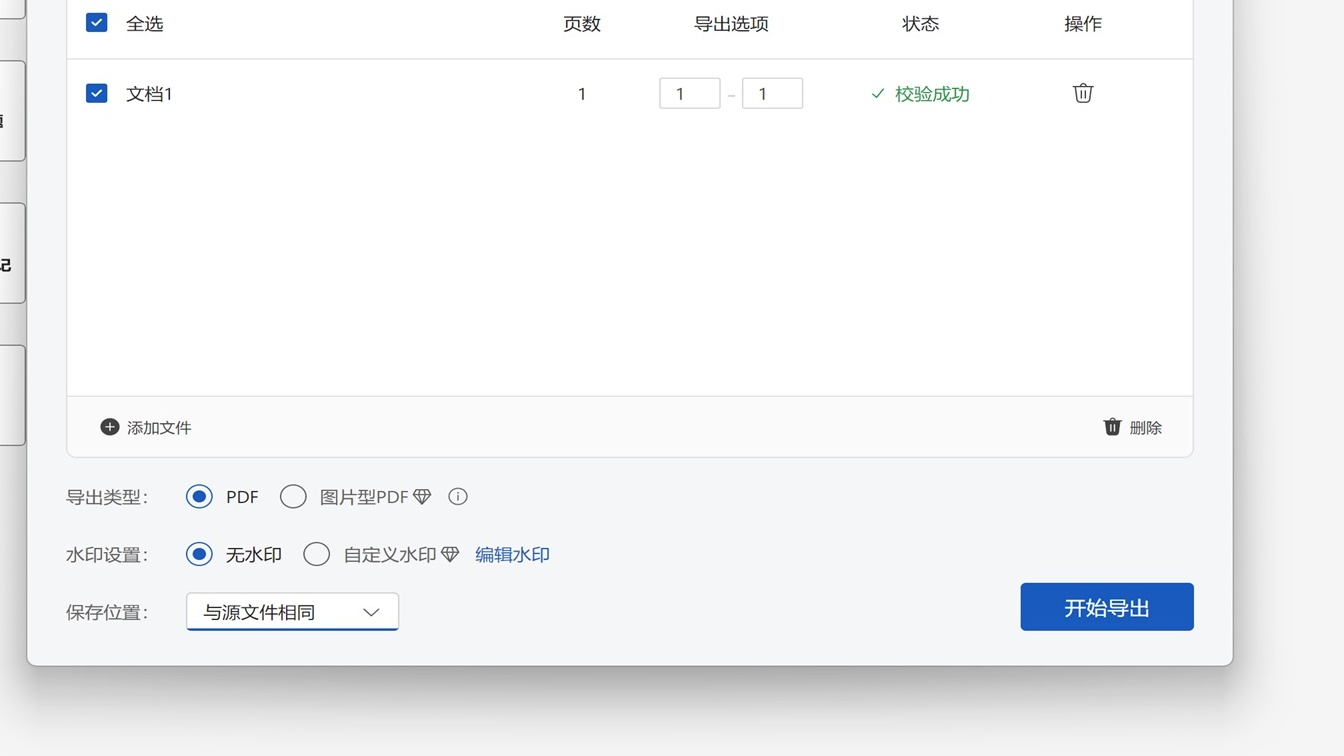 全选 页数 导出选项 状态 操作
文档1 1 1 – 1 校验成功
记
添加文件 删除
导出类型: PDF 图片型PDF
水印设置: 无水印 自定义水印 编辑水印
保存位置: 与源文件相同 开始导出